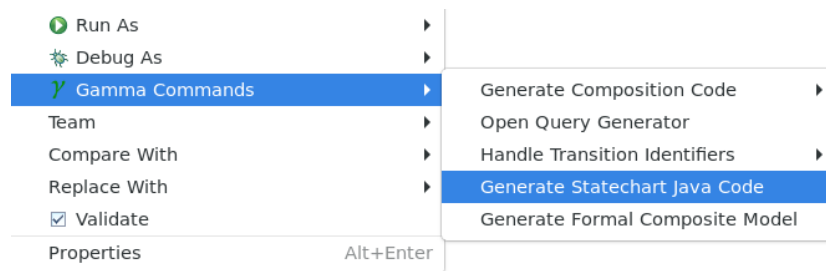 Run As
Debug As
γ Gamma Commands
Team
Compare With
Replace With
Validate
Properties Alt+Enter
Generate Composition Code
Open Query Generator
Handle Transition Identifiers
Generate Statechart Java Code
Generate Formal Composite Model